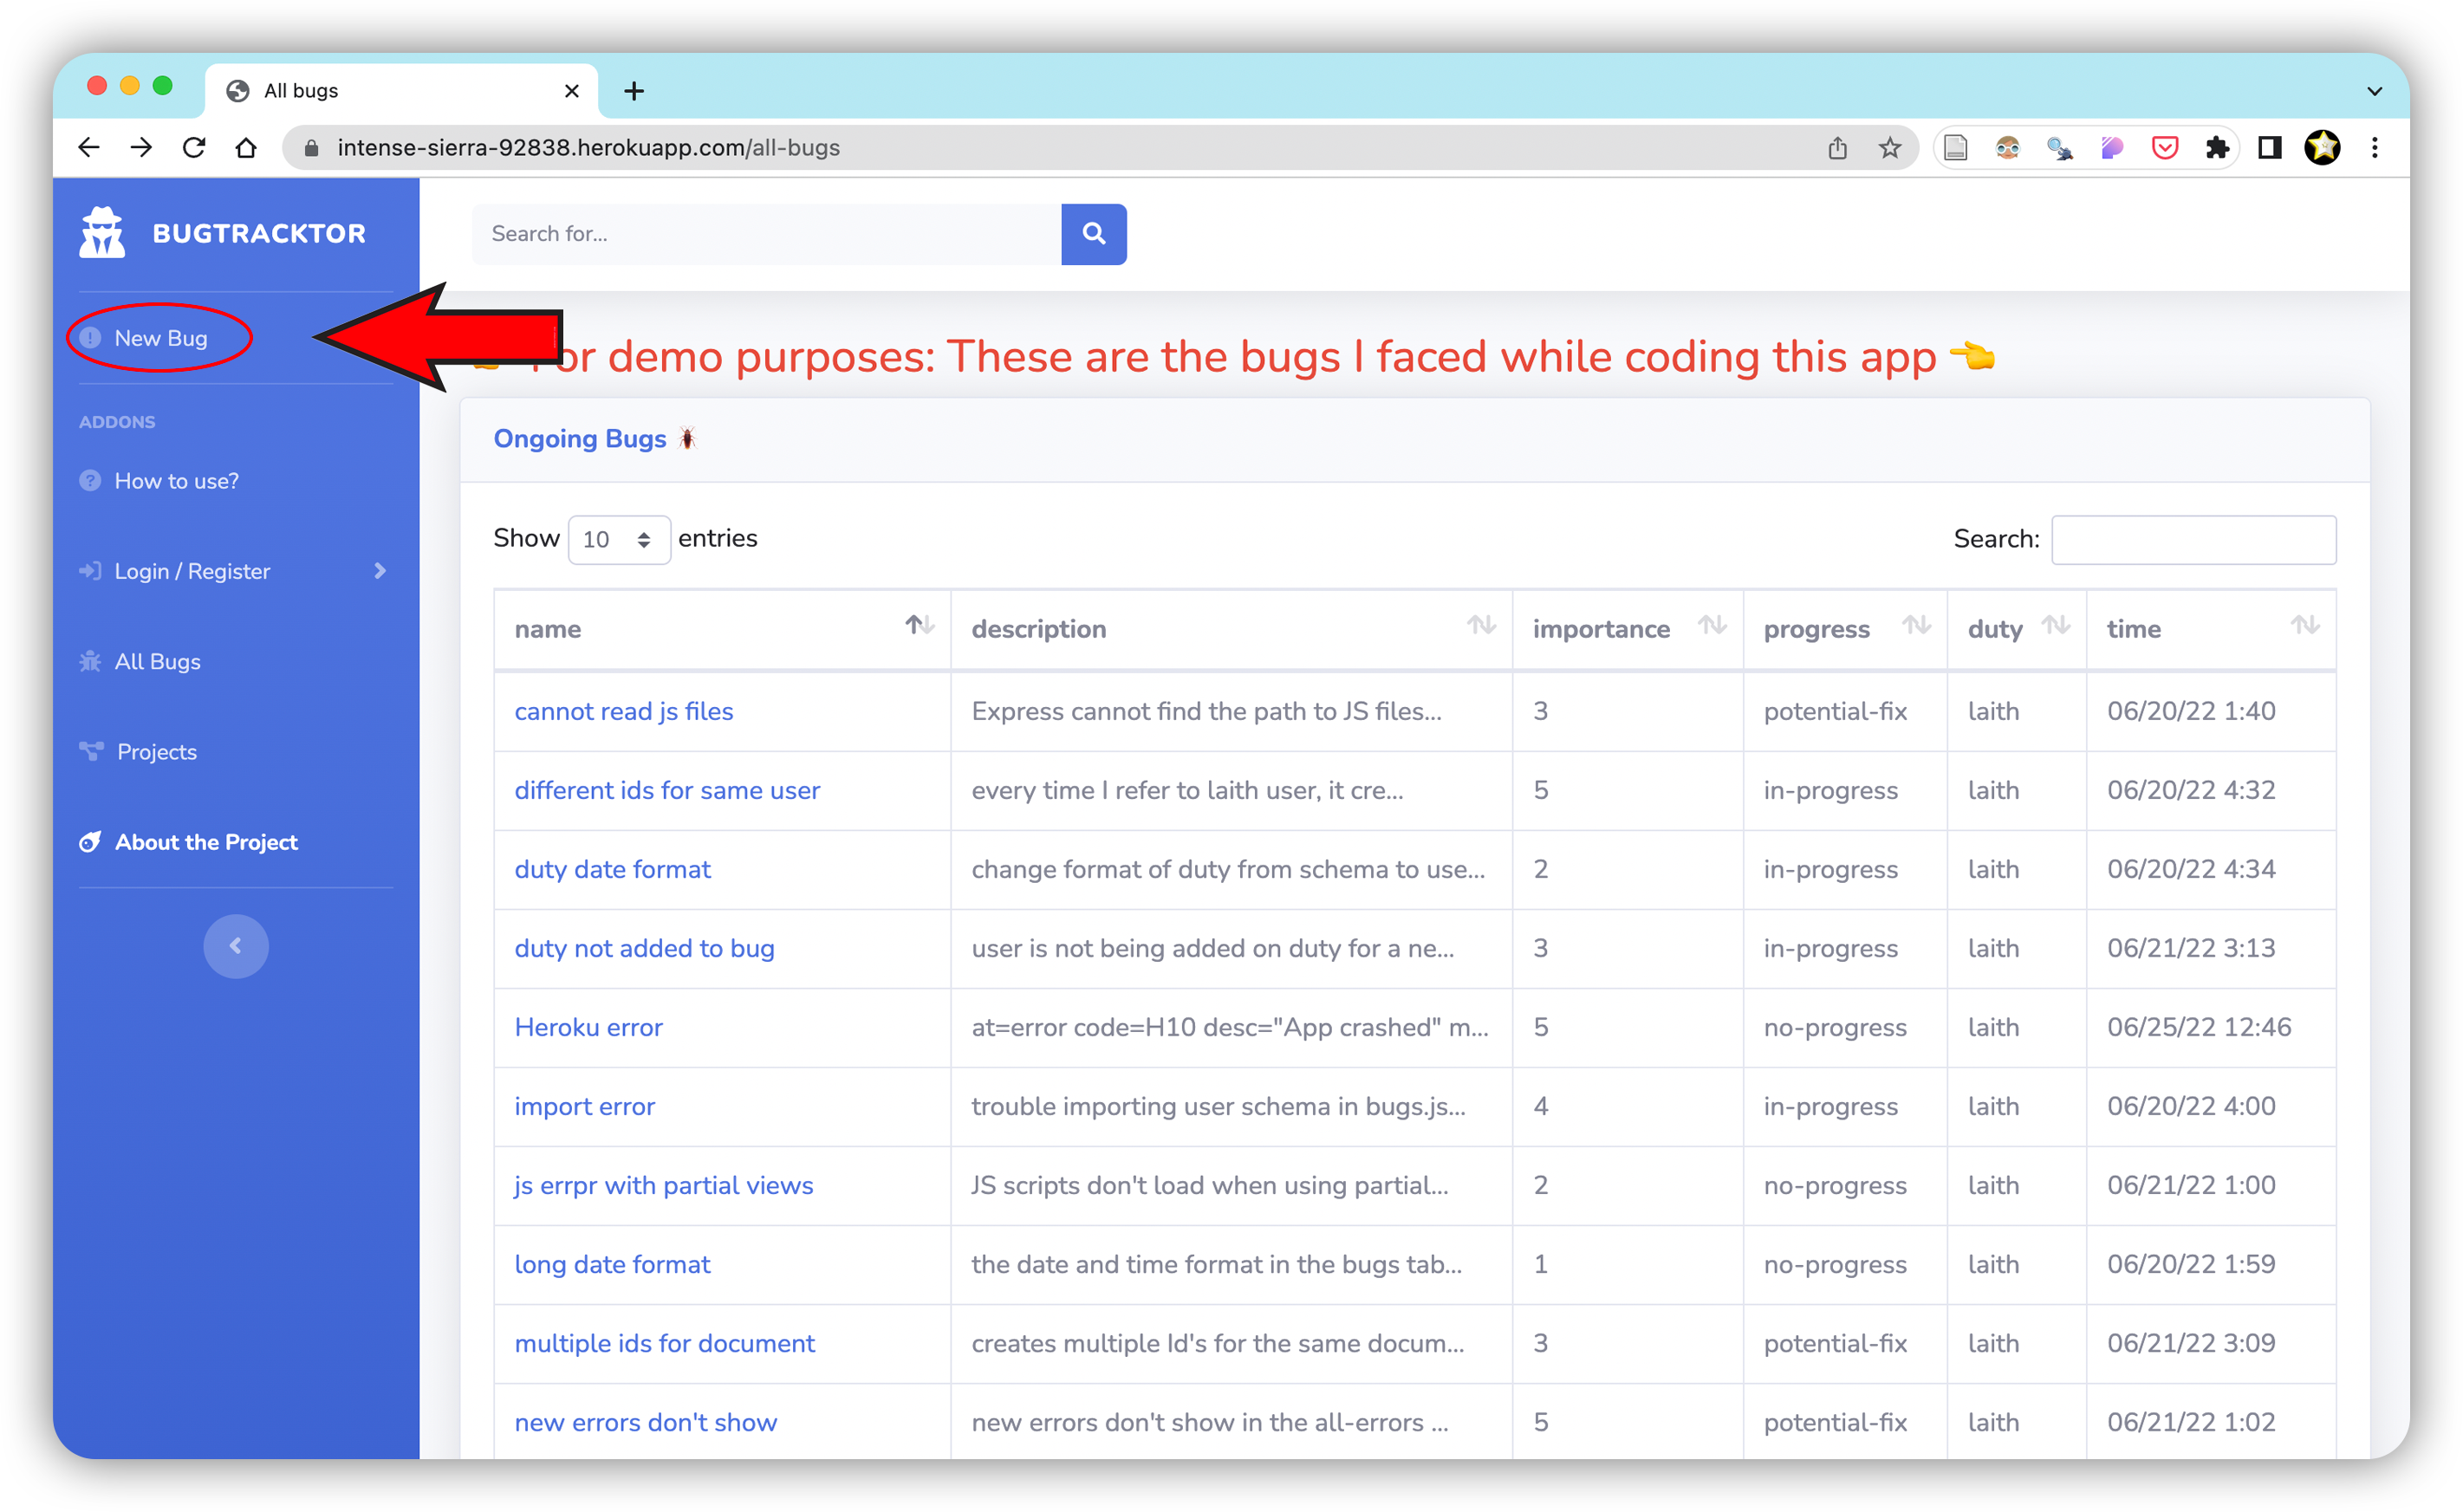 All bugs
intense-sierra-92838.herokuapp.com/all-bugs
BUGTRACKTOR
Search for...
New Bug
or demo purposes: These are the bugs I faced while coding this app
ADDONS
How to use?
Login / Register
All Bugs
Projects
About the Project
Ongoing Bugs
Show 10 entries
Search:
name description importance progress duty time
cannot read js files Express cannot find the path to JS files... 3 potential-fix laith 06/20/22 1:40
different ids for same user every time I refer to laith user, it cre... 5 in-progress laith 06/20/22 4:32
duty date format change format of duty from schema to use... 2 in-progress laith 06/20/22 4:34
duty not added to bug user is not being added on duty for a ne... 3 in-progress laith 06/21/22 3:13
Heroku error at=error code=H10 desc="App crashed" m... 5 no-progress laith 06/25/22 12:46
import error trouble importing user schema in bugs.js... 4 in-progress laith 06/20/22 4:00
js errpr with partial views JS scripts don't load when using partial... 2 no-progress laith 06/21/22 1:00
long date format the date and time format in the bugs tab... 1 no-progress laith 06/20/22 1:59
multiple ids for document creates multiple Id's for the same docum... 3 potential-fix laith 06/21/22 3:09
new errors don't show new errors don't show in the all-errors ... 5 potential-fix laith 06/21/22 1:02